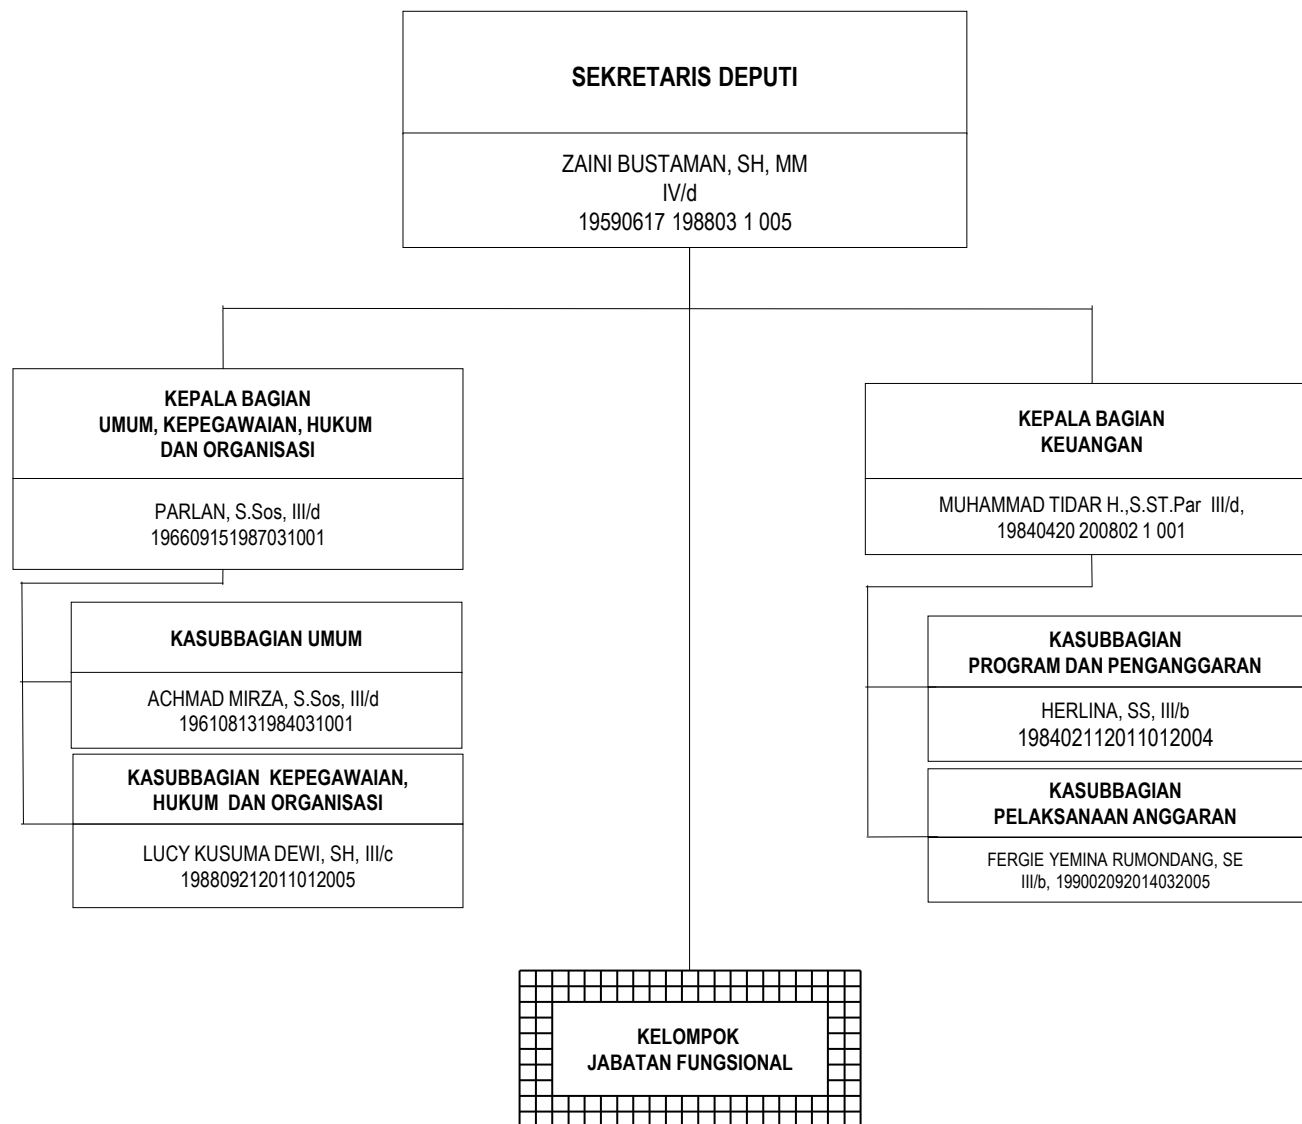 SEKRETARIS DEPUTI
ZAINI BUSTAMAN, SH, MM
IV/d
19590617 198803 1 005
KEPALA BAGIAN
UMUM, KEPEGAWAIAN, HUKUM
DAN ORGANISASI
PARLAN, S.Sos, III/d
196609151987031001
KASUBBAGIAN UMUM
ACHMAD MIRZA, S.Sos, III/d
196108131984031001
KASUBBAGIAN KEPEGAWAIAN,
HUKUM DAN ORGANISASI
LUCY KUSUMA DEWI, SH, III/c
198809212011012005
KEPALA BAGIAN
KEUANGAN
MUHAMMAD TIDAR H.,S.ST.Par III/d,
19840420 200802 1 001
KASUBBAGIAN
PROGRAM DAN PENGANGGARAN
HERLINA, SS, III/b
198402112011012004
KASUBBAGIAN
PELAKSANAAN ANGGARAN
FERGIE YEMINA RUMONDANG, SE
III/b, 199002092014032005
KELOMPOK
JABATAN FUNGSIONAL